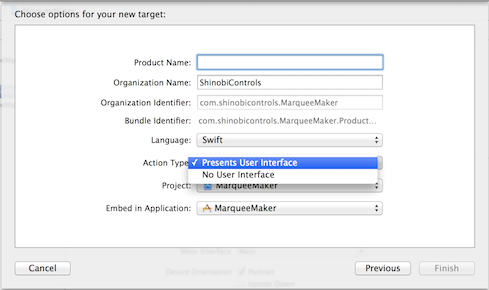 Choose options for your new target:
Product Name:
Organization Name: ShinobiControls
Organization Identifier: com.shinobicontrols.MarqueeMaker
Bundle Identifier: com.shinobicontrols.MarqueeMaker.Product...
Language: Swift
Action Type ✓ Presents User Interface
No User Interface
Project: MarqueeMaker
Embed in Application: MarqueeMaker
Cancel Previous Finish